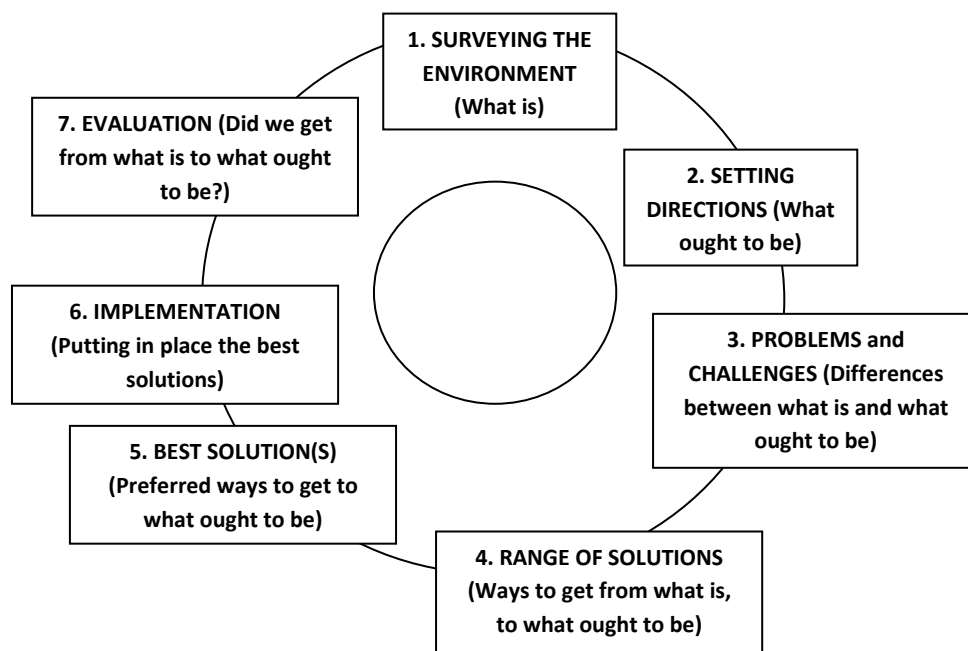 1. SURVEYING THE
ENVIRONMENT
(What is)
2. SETTING
DIRECTIONS (What
ought to be)
3. PROBLEMS and
CHALLENGES (Differences
between what is and what
ought to be)
4. RANGE OF SOLUTIONS
(Ways to get from what is,
to what ought to be)
5. BEST SOLUTION(S)
(Preferred ways to get to
what ought to be)
6. IMPLEMENTATION
(Putting in place the best
solutions)
7. EVALUATION (Did we get
from what is to what ought
to be?)